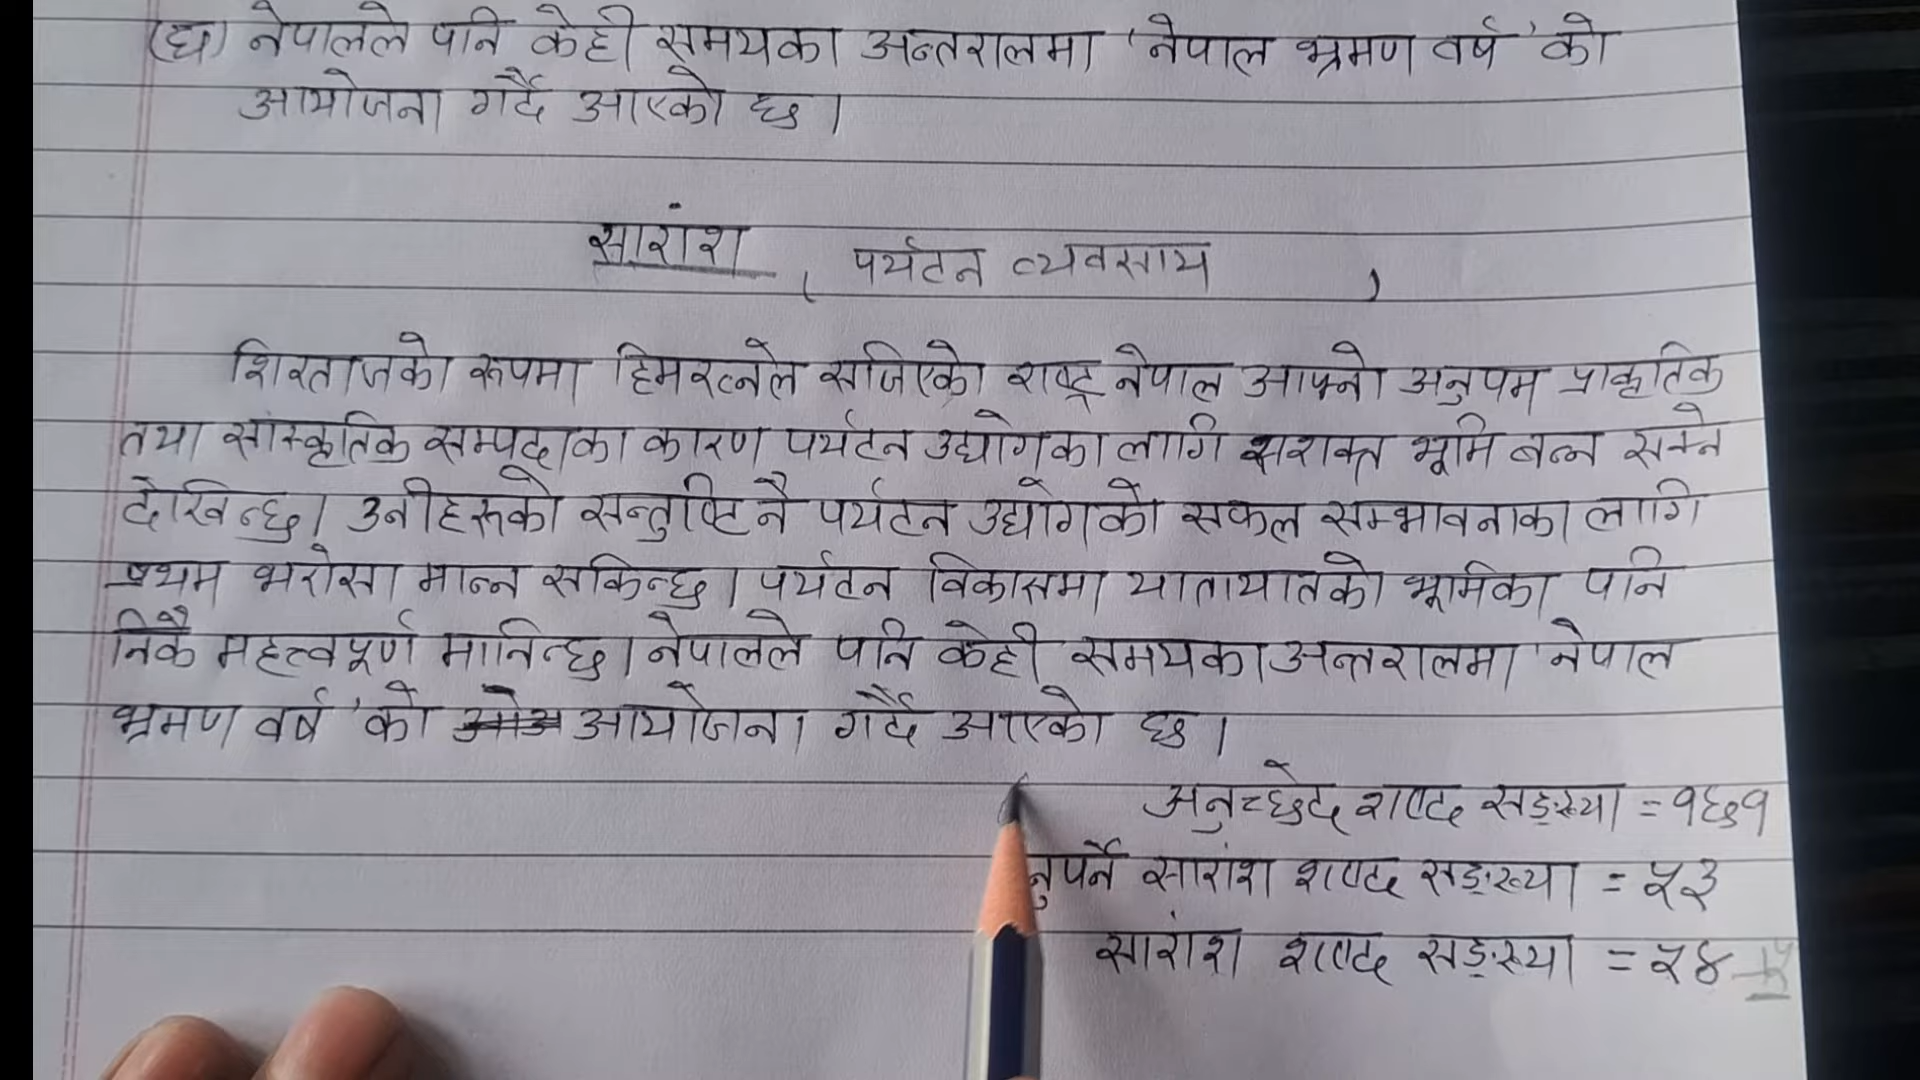 (छ) नेपालले पनि केही समयका अन्तरालमा 'नेपाल भ्रमण वर्ष' को
आयोजना गर्दै आएको छ।
सारांश
( पर्यटन व्यवसाय )
शिरताजको रूपमा हिमरत्नले सजिएको राष्ट्र नेपाल आफ्नो अनुपम प्राकृतिक
तथा सांस्कृतिक सम्पदाका कारण पर्यटन उद्योगका लागि सशक्त भूमि बन्न सक्ने
देखिन्छ। उनीहरूको सन्तुष्टि नै पर्यटन उद्योगको सफल सम्भावनाका लागि
प्रथम भरोसा मान्न सकिन्छ। पर्यटन विकासमा यातायातको भूमिका पनि
निकै महत्त्वपूर्ण मानिन्छ। नेपालले पनि केही समयका अन्तरालमा 'नेपाल
भ्रमण वर्ष' को आयोजना गर्दै आएको छ।
अनुच्छेद शब्द सङ्ख्या = १६१
नुपर्ने सारांश शब्द सङ्ख्या = ५३
सारांश शब्द सङ्ख्या = ५४